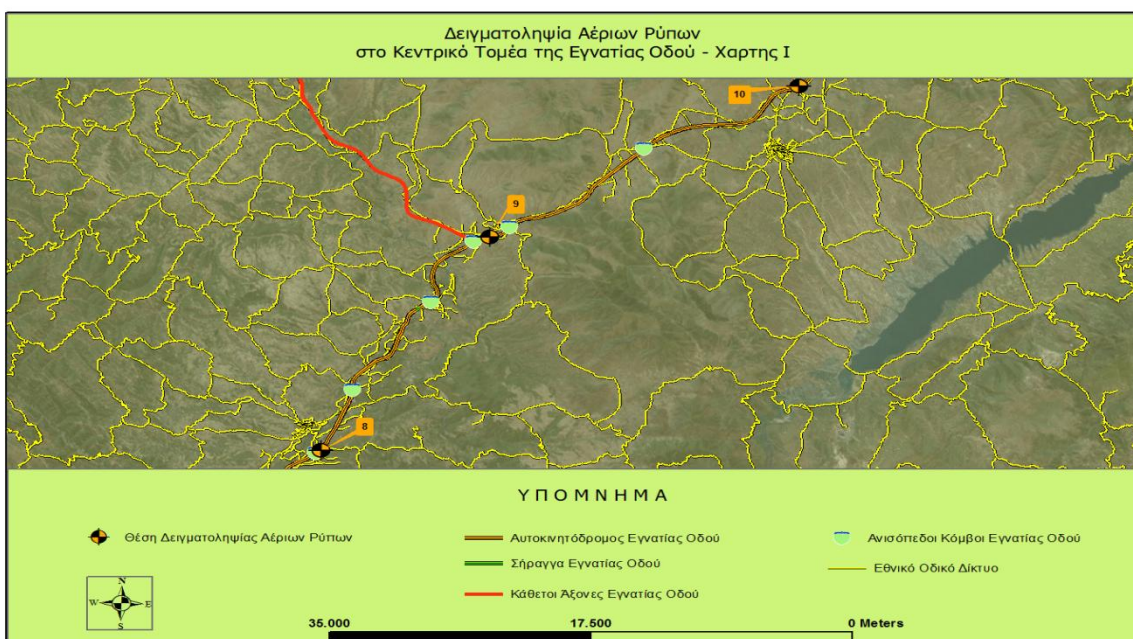 Δειγματοληψία Αέριων Ρύπων
στο Κεντρικό Τομέα της Εγνατίας Οδού - Χαρτης Ι
10
9
8
ΥΠΟΜΝΗΜΑ
Θέση Δειγματοληψίας Αέριων Ρύπων
Αυτοκινητόδρομος Εγνατίας Οδού
Ανισόπεδοι Κόμβοι Εγνατίας Οδού
Σήραγγα Εγνατίας Οδού
Εθνικό Οδικό Δίκτυο
Κάθετοι Άξονες Εγνατίας Οδού
N
W E
S
35.000 17.500 0 Meters